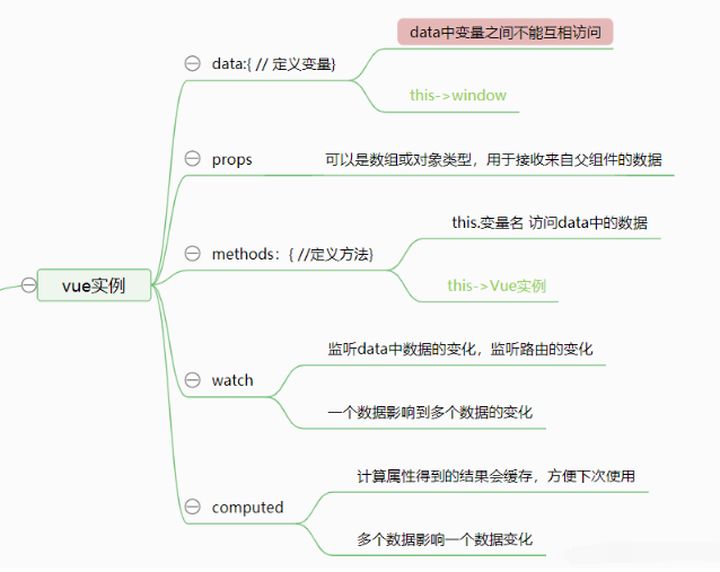 data中变量之间不能互相访问
data:{ // 定义变量}
this->window
props
可以是数组或对象类型，用于接收来自父组件的数据
this.变量名 访问data中的数据
methods：{ //定义方法}
vue实例
this->Vue实例
监听data中数据的变化，监听路由的变化
watch
一个数据影响到多个数据的变化
计算属性得到的结果会缓存，方便下次使用
computed
多个数据影响一个数据变化